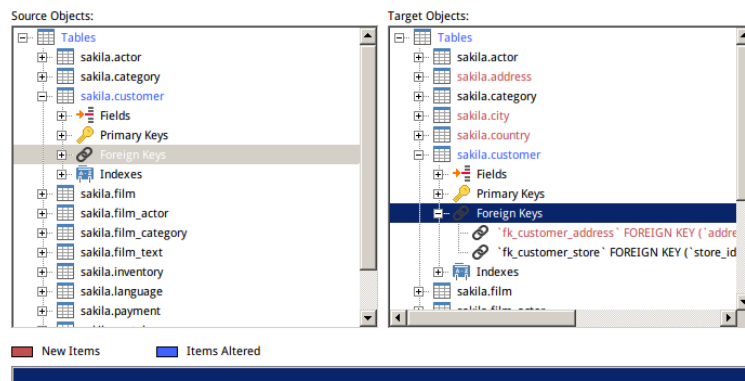 Source Objects:
Tables
sakila.actor
sakila.category
sakila.customer
Fields
Primary Keys
Foreign Keys
Indexes
sakila.film
sakila.film_actor
sakila.film_category
sakila.film_text
sakila.inventory
sakila.language
sakila.payment
Target Objects:
Tables
sakila.actor
sakila.address
sakila.category
sakila.city
sakila.country
sakila.customer
Fields
Primary Keys
Foreign Keys
`fk_customer_address` FOREIGN KEY (`addre
`fk_customer_store` FOREIGN KEY (`store_id
Indexes
sakila.film
New Items
Items Altered